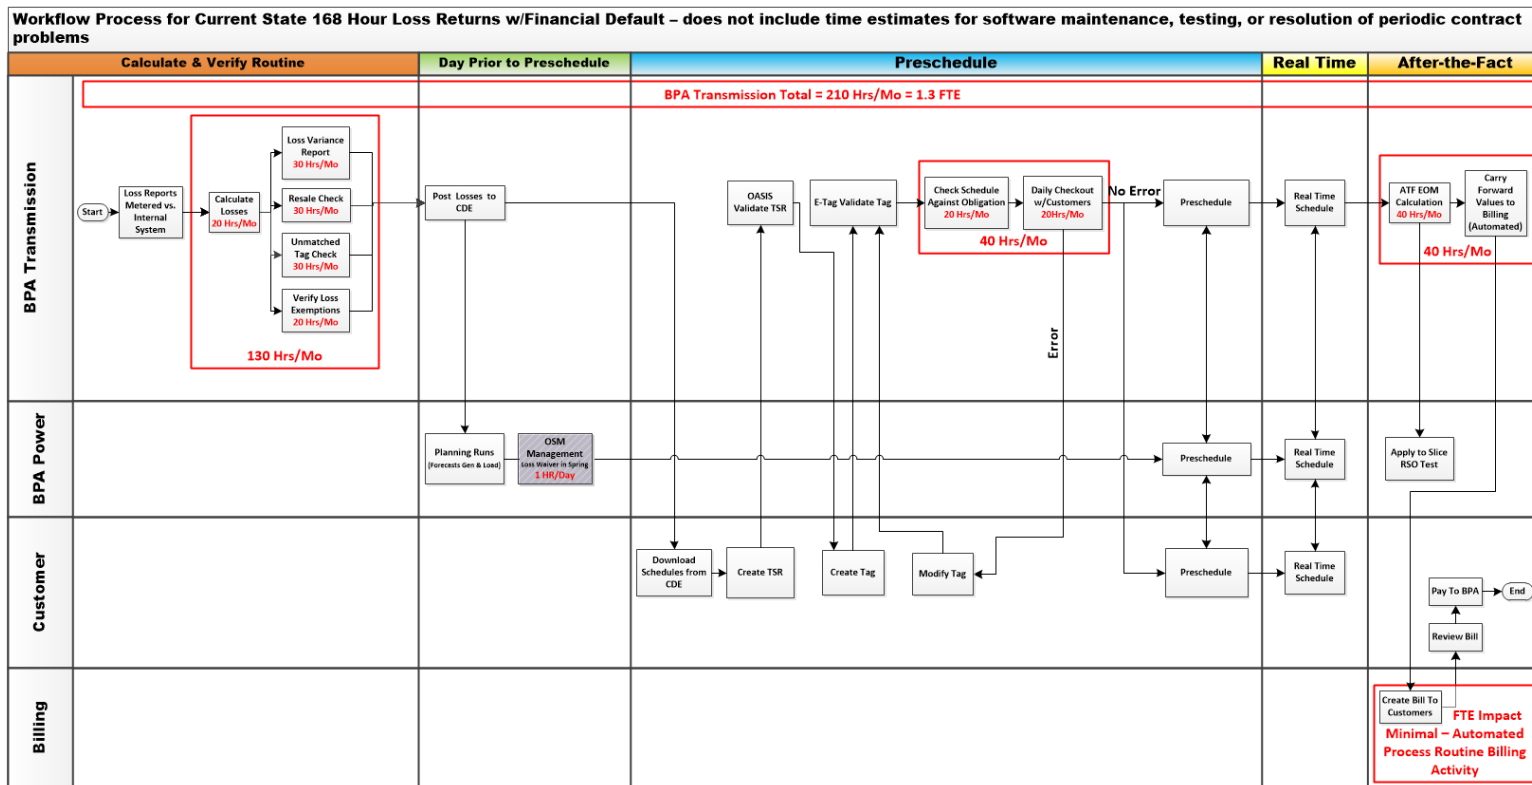 Workflow Process for Current State 168 Hour Loss Returns w/Financial Default – does not include time estimates for software maintenance, testing, or resolution of periodic contract
problems
Calculate & Verify Routine
Day Prior to Preschedule
Preschedule
Real Time
After-the-Fact
BPA Transmission
BPA Transmission Total = 210 Hrs/Mo = 1.3 FTE
Start
Loss Reports
Metered vs.
Internal
System
Calculate
Losses
20 Hrs/Mo
Loss Variance
Report
30 Hrs/Mo
Resale Check
30 Hrs/Mo
Unmatched
Tag Check
30 Hrs/Mo
Verify Loss
Exemptions
20 Hrs/Mo
130 Hrs/Mo
Post Losses to
CDE
OASIS
Validate TSR
E-Tag Validate Tag
Check Schedule
Against Obligation
20 Hrs/Mo
Daily Checkout
w/Customers
20Hrs/Mo
40 Hrs/Mo
No Error
Error
Preschedule
Real Time
Schedule
ATF EOM
Calculation
40 Hrs/Mo
Carry
Forward
Values to
Billing
(Automated)
40 Hrs/Mo
BPA Power
Planning Runs
(Forecasts Gen & Load)
OSM
Management
Loss Waiver in Spring
1 HR/Day
Preschedule
Real Time
Schedule
Apply to Slice
RSO Test
Customer
Download
Schedules from
CDE
Create TSR
Create Tag
Modify Tag
Preschedule
Real Time
Schedule
Pay To BPA
End
Review Bill
Billing
Create Bill To
Customers
FTE Impact
Minimal – Automated
Process Routine Billing
Activity